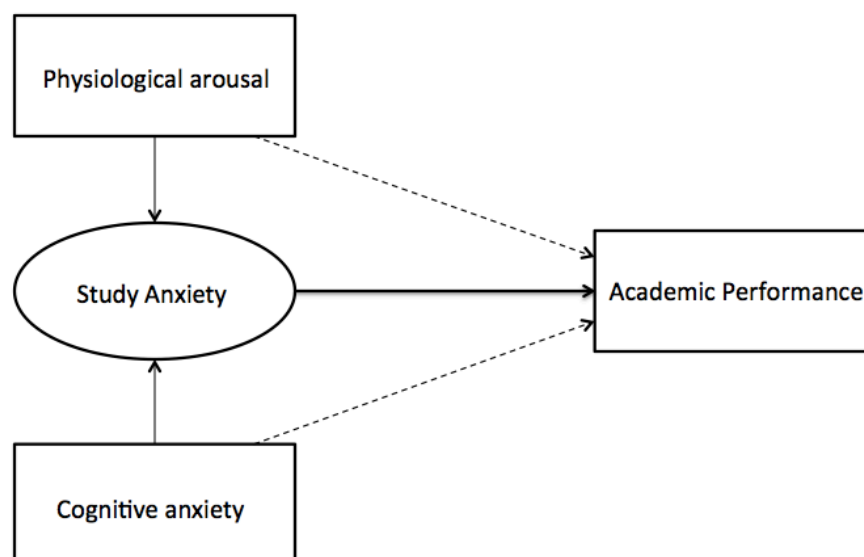 Physiological arousal
Study Anxiety
Academic Performance
Cognitive anxiety